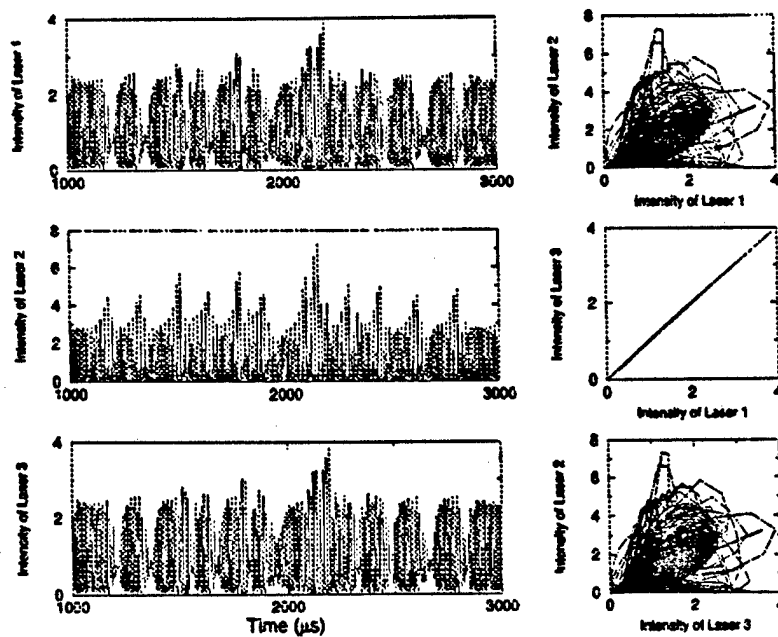 Intensity of Laser 1
4
2
0
1000 2000 3000
Intensity of Laser 2
8
6
4
2
0
0 2 4
Intensity of Laser 1
Intensity of Laser 2
8
6
4
2
0
1000 2000 3000
Intensity of Laser 3
4
2
0
0 2 4
Intensity of Laser 1
Intensity of Laser 3
4
2
0
1000 2000 3000
Time (μs)
Intensity of Laser 2
8
6
4
2
0
0 2 4
Intensity of Laser 3